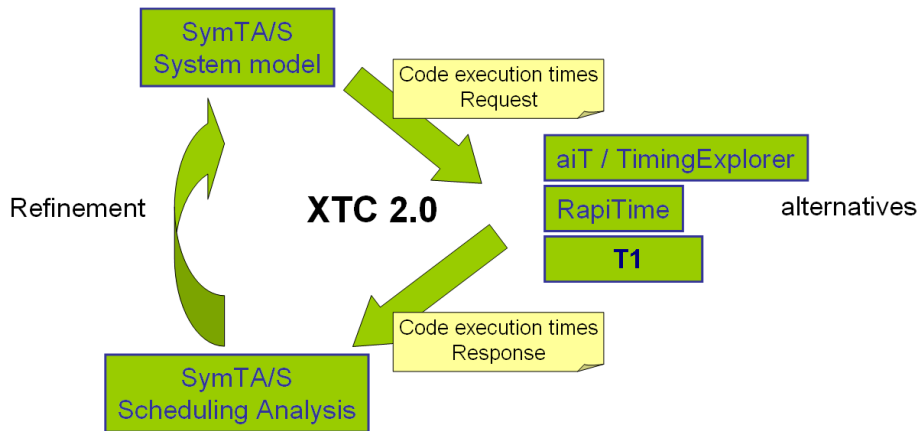 SymTA/S
System model
Code execution times
Request
aiT / TimingExplorer
Refinement
XTC 2.0
RapiTime
alternatives
T1
Code execution times
Response
SymTA/S
Scheduling Analysis